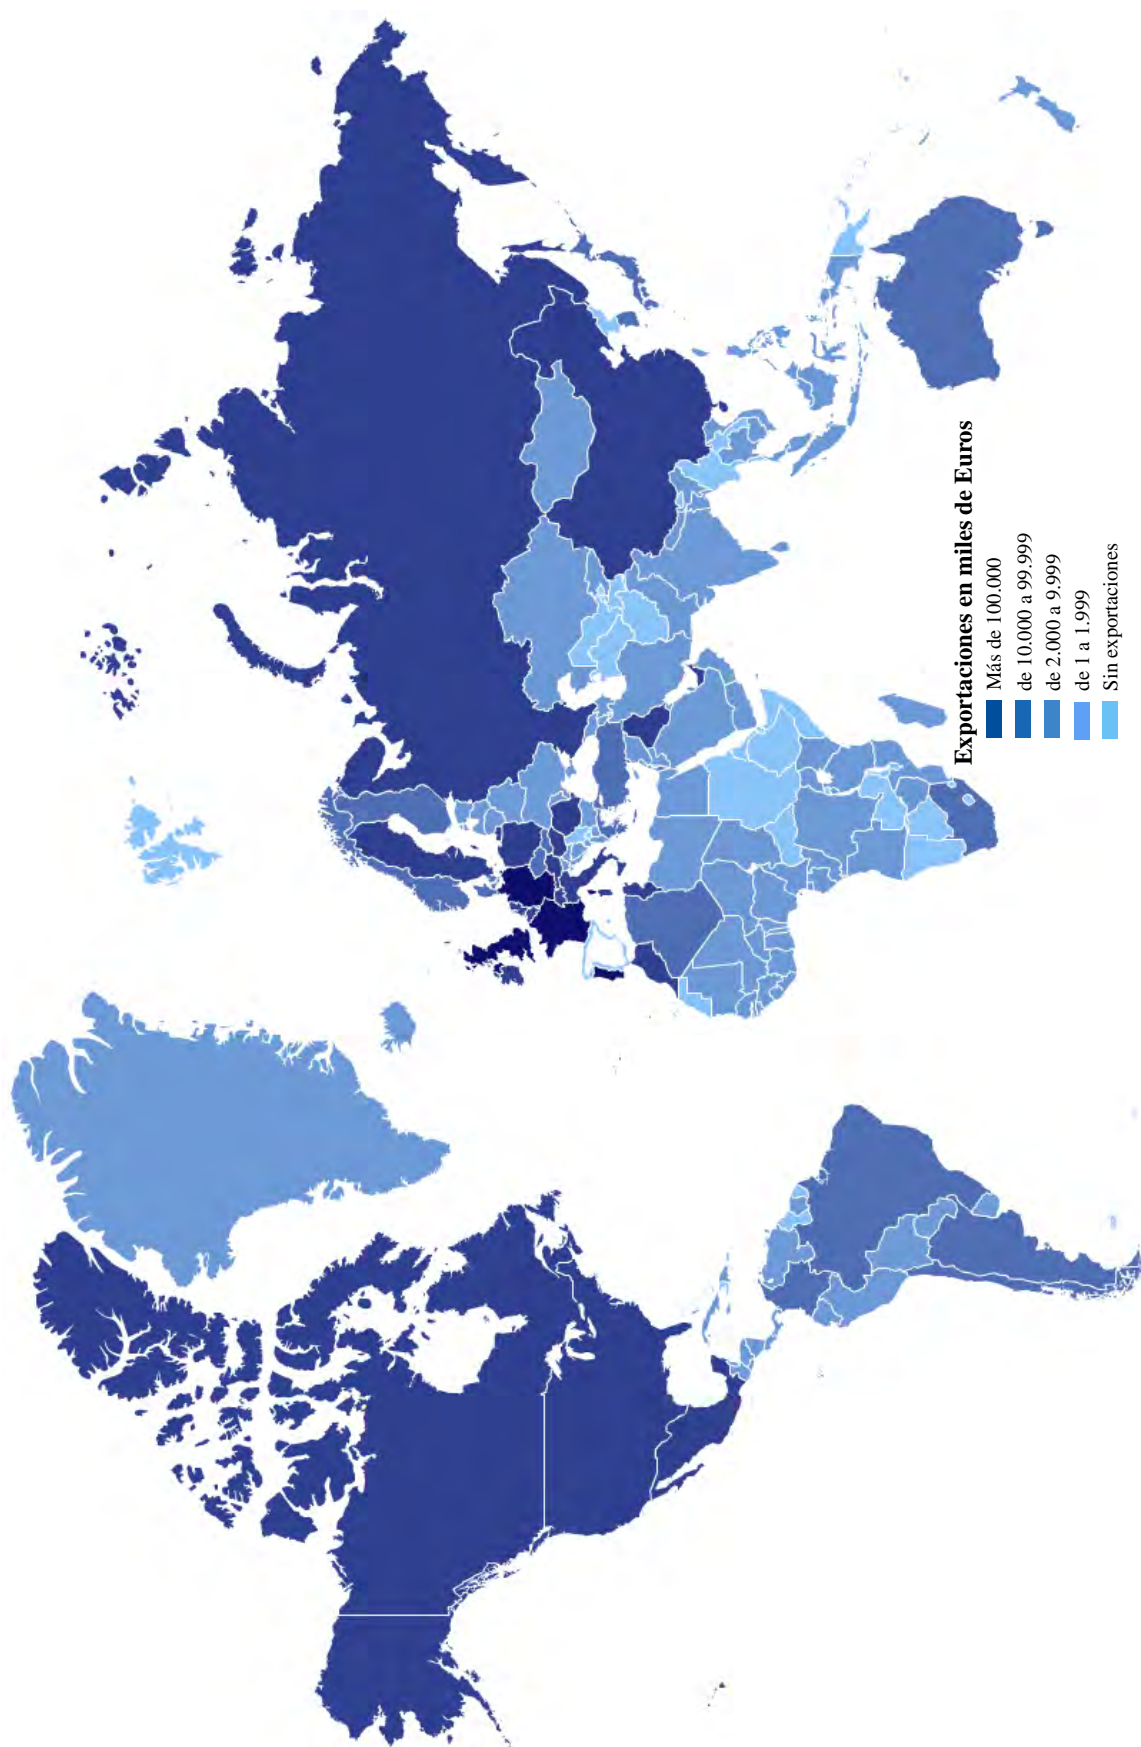 Exportaciones en miles de Euros
Más de 100.000
de 10.000 a 99.999
de 2.000 a 9.999
de 1 a 1.999
Sin exportaciones